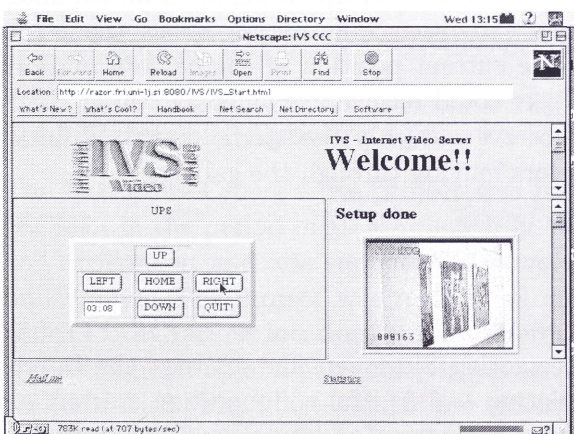 File Edit View Go Bookmarks Options Directory Window Wed 13:15
Netscape: IVS CCC
Back Forward Home Reload Images Open Print Find Stop
Location: http://razor.fri.uni-lj.si:8080/IVS/IVS_Start.html
What's New? What's Cool? Handbook Net Search Net Directory Software
IVS
Video
IVS - Internet Video Server
Welcome!!
UPS
UP
LEFT HOME RIGHT
03.08 DOWN QUIT!
Setup done
Mail me
Statistics
783K read (at 707 bytes/sec)